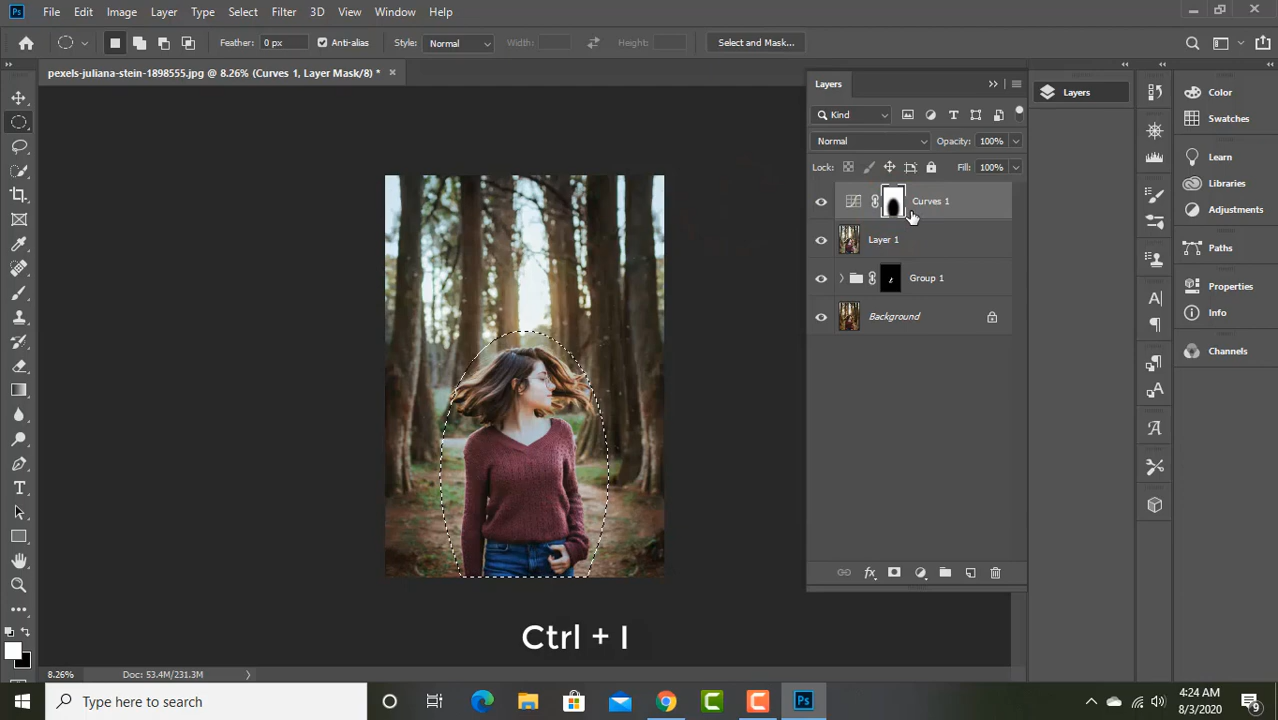 Ps File Edit Image Layer Type Select Filter 3D View Window Help
Feather: 0 px Anti-alias Style: Normal Width: Height: Select and Mask...
pexels-juliana-stein-1898555.jpg @ 8.26% (Curves 1, Layer Mask/8) *
Layers
Layers
Color
Kind
Swatches
Normal Opacity: 100%
Lock: Fill: 100%
Learn
Libraries
Curves 1
Adjustments
Layer 1
Paths
Group 1
Properties
Background
Info
Channels
Ctrl + I
8.26% Doc: 53.4M/231.3M
Type here to search
Ps
4:24 AM
8/3/2020
9